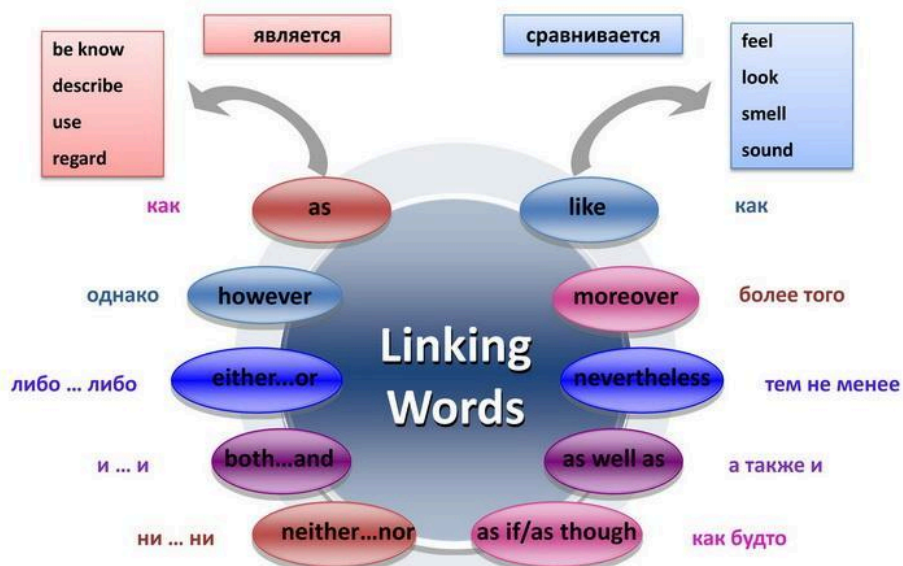 является
сравнивается
be know
describe
use
regard
feel
look
smell
sound
как
as
like
как
однако
however
moreover
более того
Linking
Words
либо ... либо
either...or
nevertheless
тем не менее
и ... и
both...and
as well as
а также и
ни ... ни
neither...nor
as if/as though
как будто